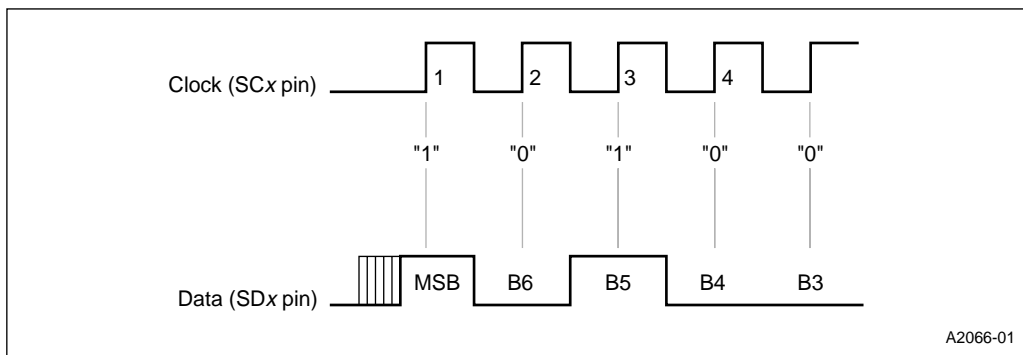 Clock (SCx pin)
1 2 3 4
"1" "0" "1" "0" "0"
MSB B6 B5 B4 B3
Data (SDx pin)
A2066-01